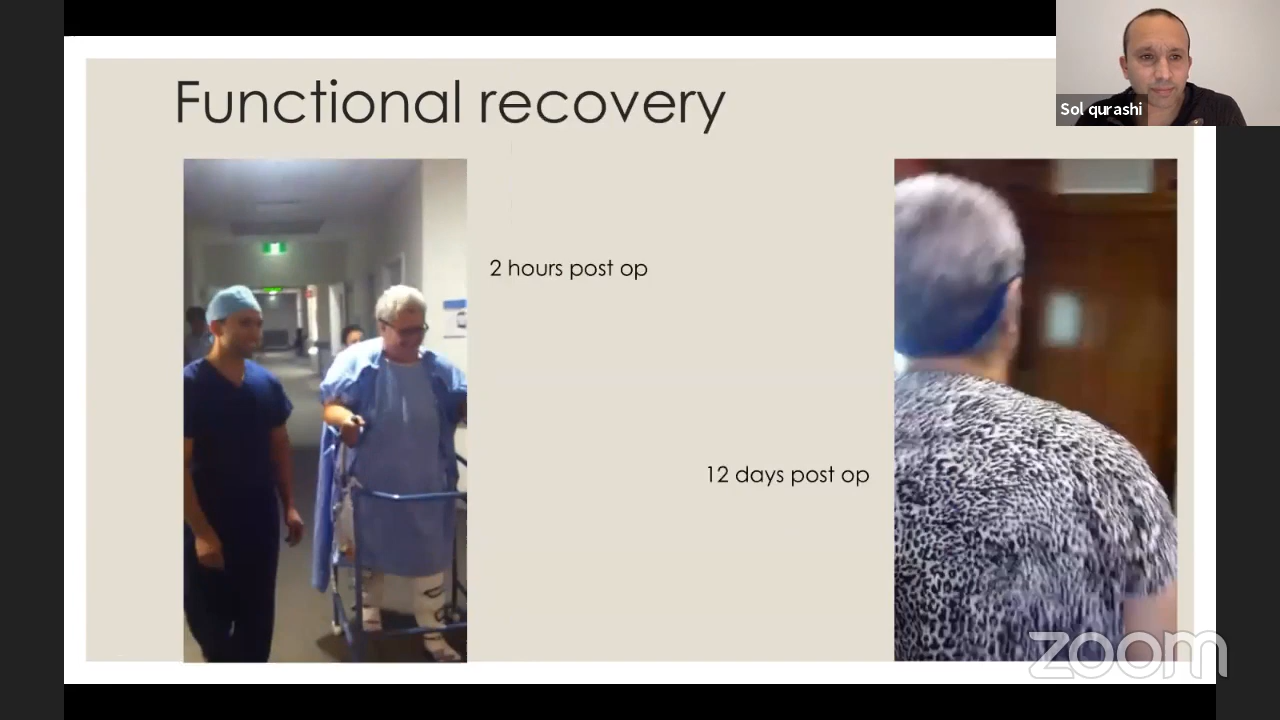 Functional recovery
Sol qurashi
2 hours post op
12 days post op
zoom